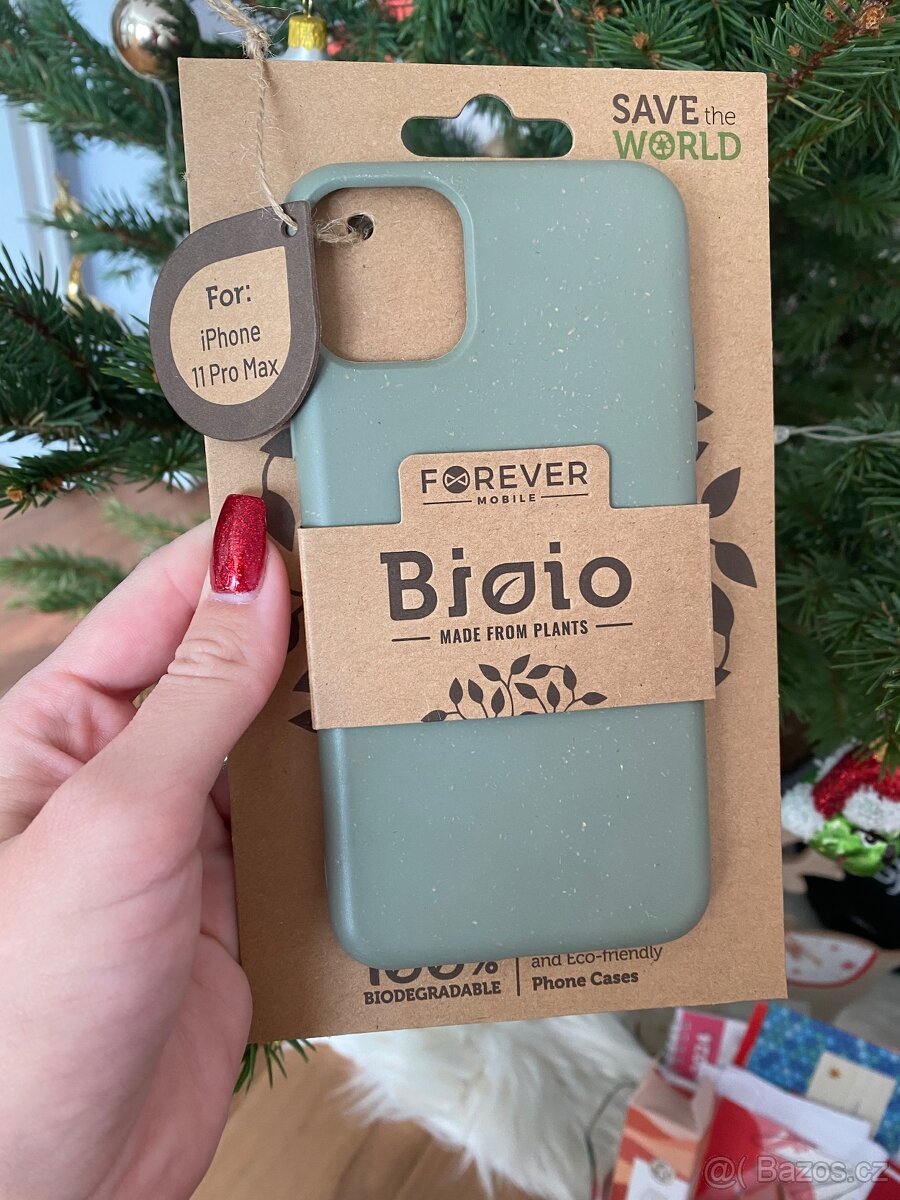 SAVE the
WORLD
For:
iPhone
11 Pro Max
FOREVER
MOBILE
Bioio
MADE FROM PLANTS
100%
BIODEGRADABLE
and Eco-friendly
Phone Cases
@( Bazos.cz